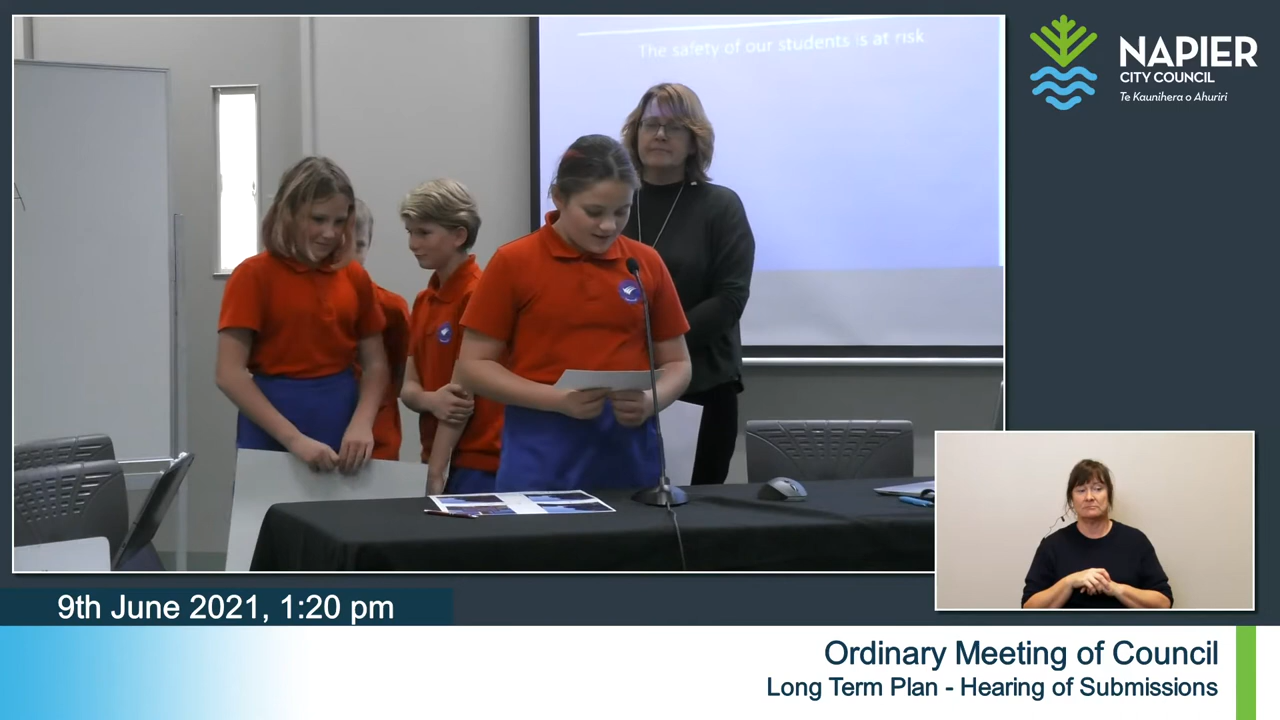 The safety of our students is at risk
NAPIER
CITY COUNCIL
Te Kaunihera o Ahuriri
9th June 2021, 1:20 pm
Ordinary Meeting of Council
Long Term Plan - Hearing of Submissions